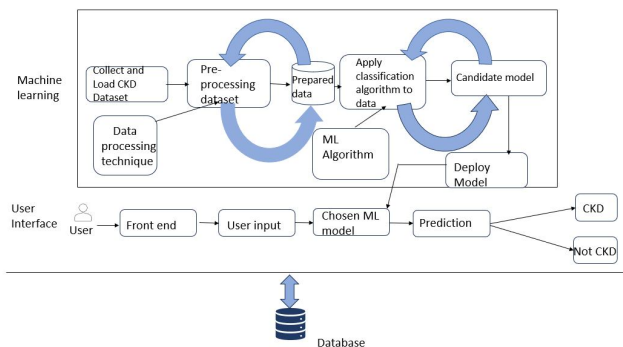 Machine
learning
Collect and
Load CKD
Dataset
Pre-
processing
dataset
Prepared
data
Apply
classification
algorithm to
data
Candidate model
Data
processing
technique
ML
Algorithm
Deploy
Model
User
Interface
User
Front end
User input
Chosen ML
model
Prediction
CKD
Not CKD
Database